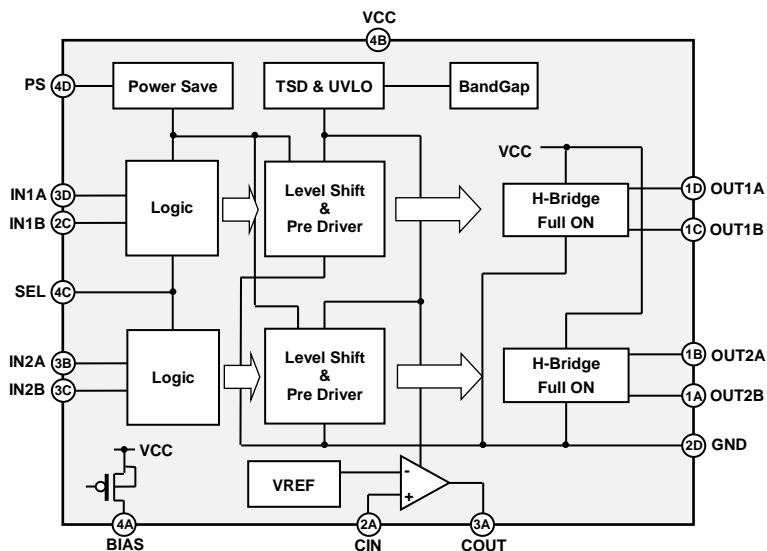 VCC
4B
PS
4D
Power Save
TSD & UVLO
BandGap
VCC
IN1A
3D
IN1B
2C
Logic
Level Shift
&
Pre Driver
H-Bridge
Full ON
1D
OUT1A
1C
OUT1B
SEL
4C
IN2A
3B
IN2B
3C
Logic
Level Shift
&
Pre Driver
H-Bridge
Full ON
1B
OUT2A
1A
OUT2B
2D
GND
VCC
VREF
-
+
4A
BIAS
2A
CIN
3A
COUT